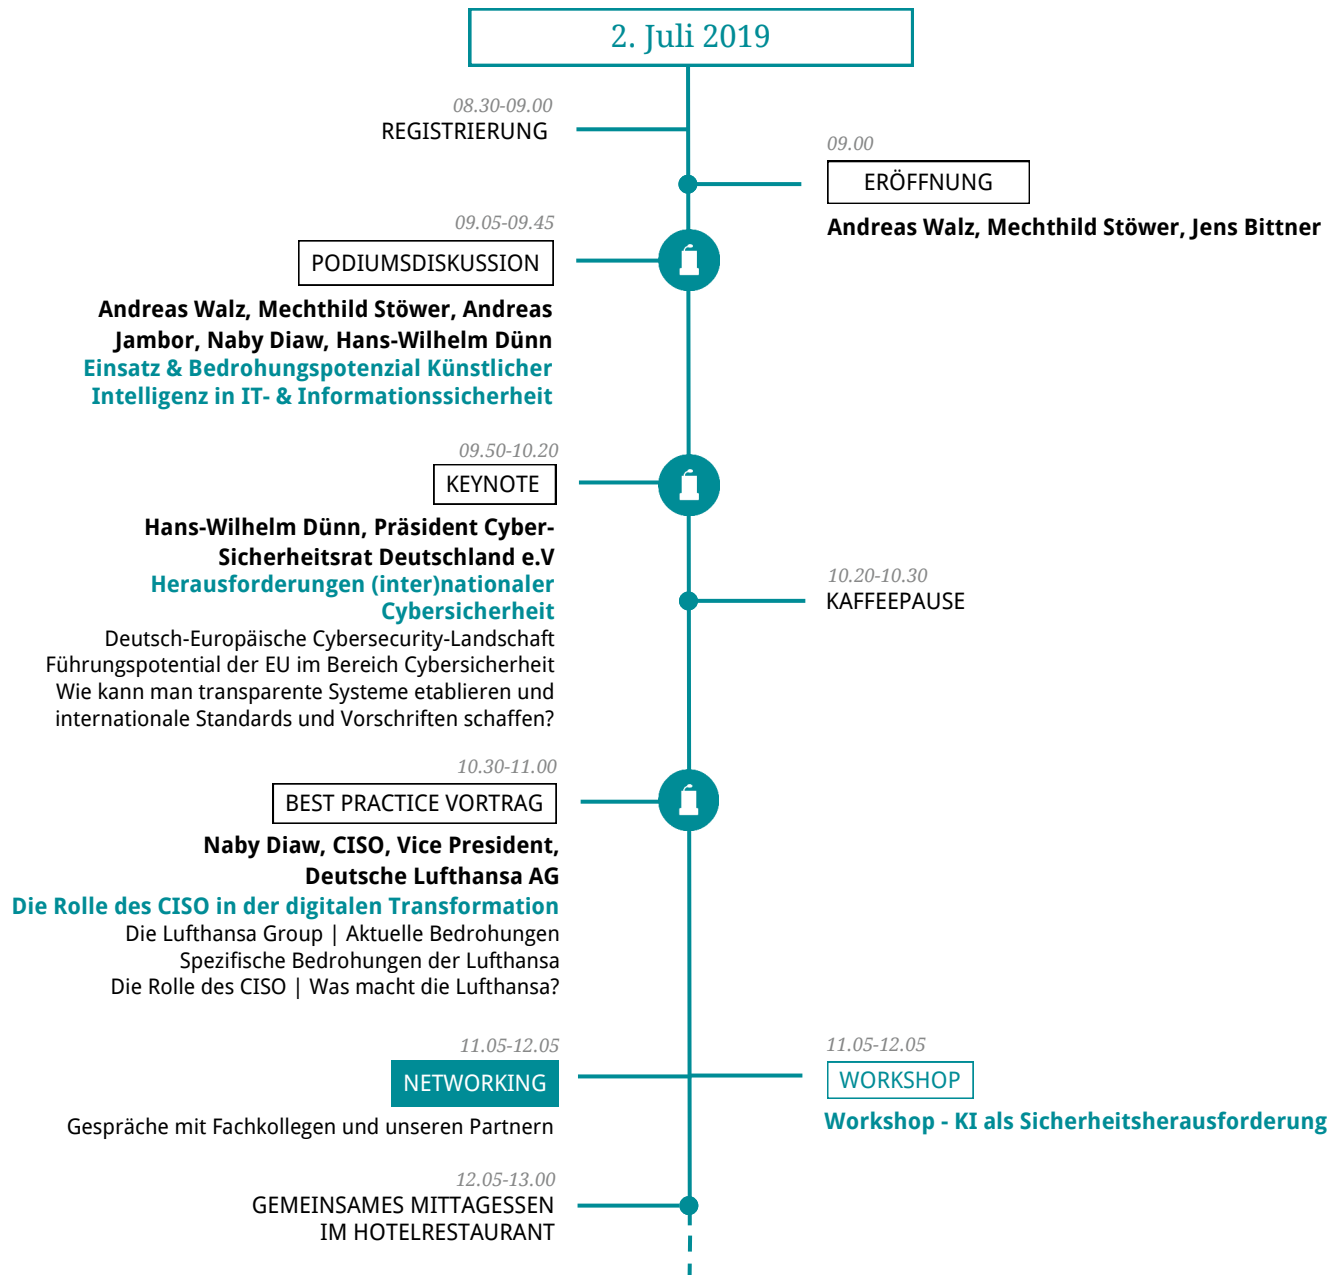 2. Juli 2019
08.30-09.00
REGISTRIERUNG
09.00
ERÖFFNUNG
Andreas Walz, Mechthild Stöwer, Jens Bittner
09.05-09.45
PODIUMSDISKUSSION
Andreas Walz, Mechthild Stöwer, Andreas
Jambor, Naby Diaw, Hans-Wilhelm Dünn
Einsatz & Bedrohungspotenzial Künstlicher
Intelligenz in IT- & Informationssicherheit
09.50-10.20
KEYNOTE
Hans-Wilhelm Dünn, Präsident Cyber-
Sicherheitsrat Deutschland e.V
Herausforderungen (inter)nationaler
Cybersicherheit
Deutsch-Europäische Cybersecurity-Landschaft
Führungspotential der EU im Bereich Cybersicherheit
Wie kann man transparente Systeme etablieren und
internationale Standards und Vorschriften schaffen?
10.20-10.30
KAFFEEPAUSE
10.30-11.00
BEST PRACTICE VORTRAG
Naby Diaw, CISO, Vice President,
Deutsche Lufthansa AG
Die Rolle des CISO in der digitalen Transformation
Die Lufthansa Group | Aktuelle Bedrohungen
Spezifische Bedrohungen der Lufthansa
Die Rolle des CISO | Was macht die Lufthansa?
11.05-12.05
NETWORKING
Gespräche mit Fachkollegen und unseren Partnern
11.05-12.05
WORKSHOP
Workshop - KI als Sicherheitsherausforderung
12.05-13.00
GEMEINSAMES MITTAGESSEN
IM HOTELRESTAURANT